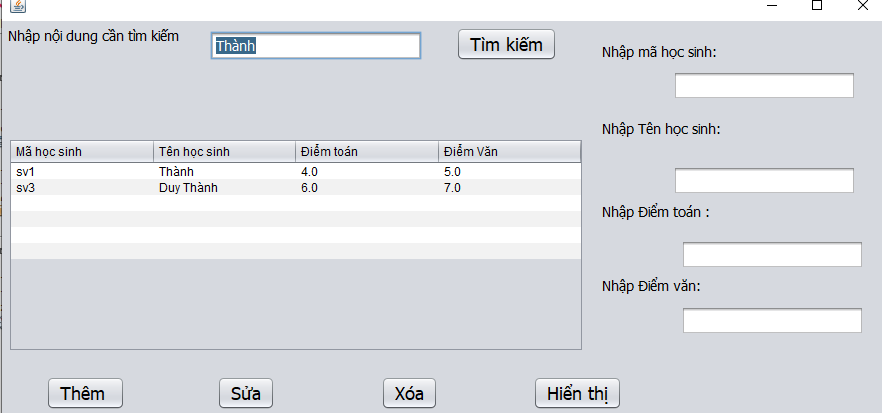 Nhập nội dung cần tìm kiếm
Thành
Tìm kiếm
Mã học sinh Tên học sinh Điểm toán Điểm Văn
sv1 Thành 4.0 5.0
sv3 Duy Thành 6.0 7.0
Nhập mã học sinh:
Nhập Tên học sinh:
Nhập Điểm toán :
Nhập Điểm văn:
Thêm Sửa Xóa Hiển thị